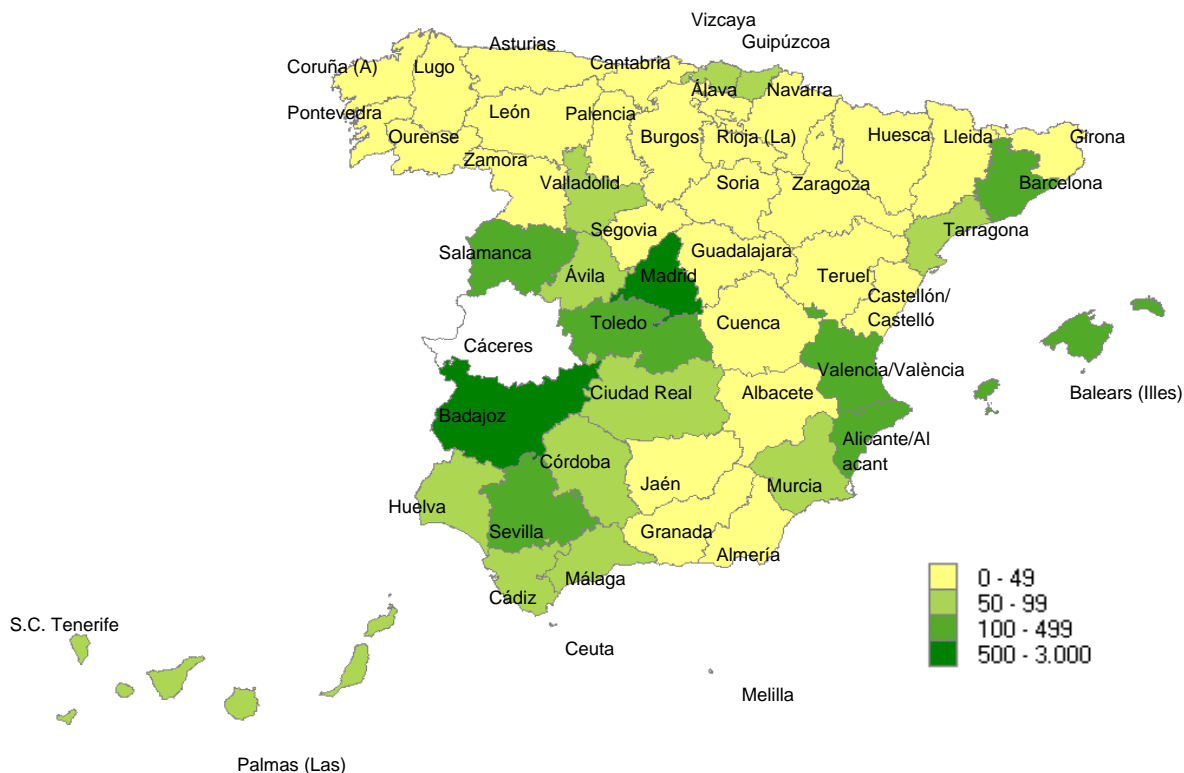 Vizcaya
Asturias
Guipúzcoa
Coruña (A)
Lugo
Cantabria
Álava
Navarra
Pontevedra
León
Palencia
Ourense
Burgos
Rioja (La)
Huesca
Lleida
Girona
Zamora
Valladolid
Soria
Zaragoza
Barcelona
Segovia
Tarragona
Salamanca
Guadalajara
Ávila
Madrid
Teruel
Castellón/
Castelló
Toledo
Cuenca
Cáceres
Valencia/València
Balears (Illes)
Ciudad Real
Albacete
Badajoz
Alicante/Al
acant
Córdoba
Jaén
Murcia
Huelva
Sevilla
Granada
Almería
Málaga
Cádiz
0 - 49
50 - 99
100 - 499
500 - 3.000
S.C. Tenerife
Ceuta
Melilla
Palmas (Las)